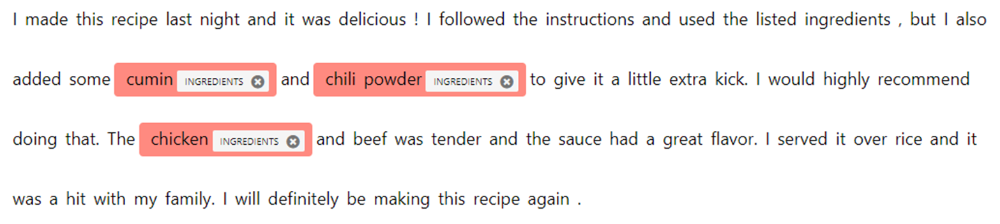 I made this recipe last night and it was delicious ! I followed the instructions and used the listed ingredients , but I also
added some cumin INGREDIENTS and chili powder INGREDIENTS to give it a little extra kick. I would highly recommend
doing that. The chicken INGREDIENTS and beef was tender and the sauce had a great flavor. I served it over rice and it
was a hit with my family. I will definitely be making this recipe again .